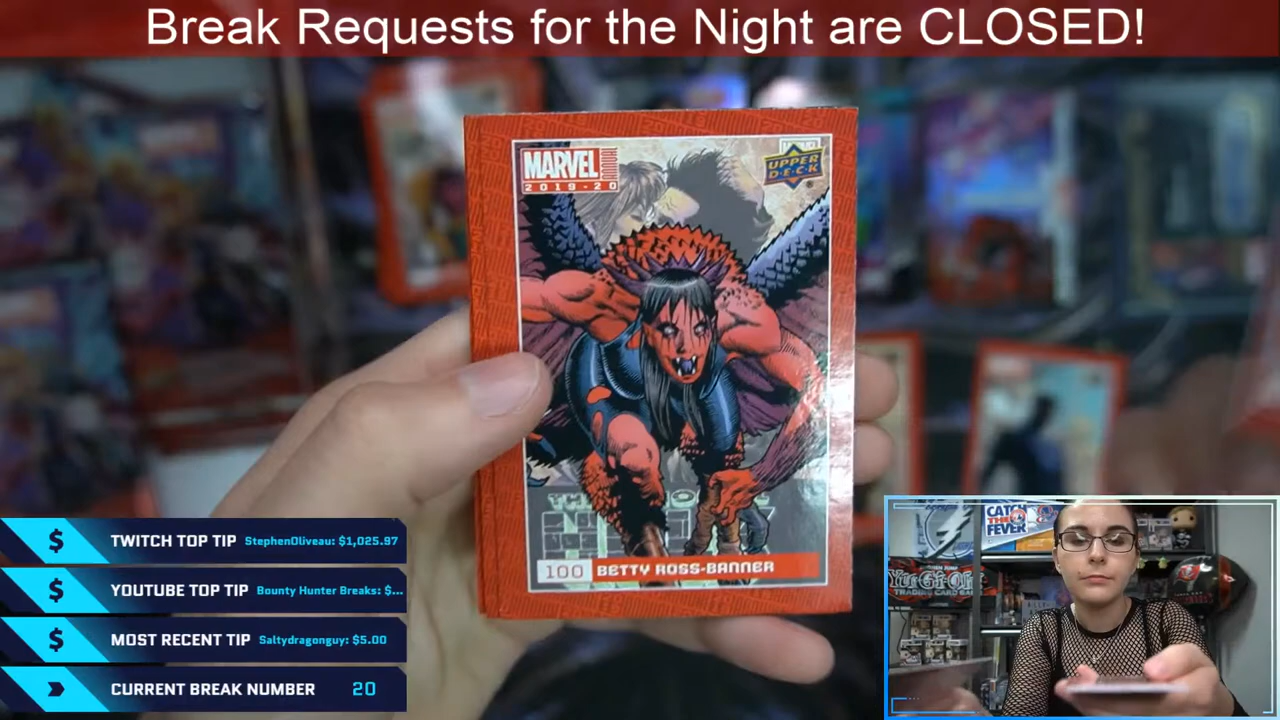 Break Requests for the Night are CLOSED!
MARVEL
ANNUAL
2019-20
UPPER
D·E·C·K
100 BETTY ROSS-BANNER
$ TWITCH TOP TIP StephenOliveau: $1,025.97
$ YOUTUBE TOP TIP Bounty Hunter Breaks: $...
$ MOST RECENT TIP Saltydragonguy: $5.00
CURRENT BREAK NUMBER 20
CATCH
THE
FEVER
Yu-Gi-Oh!
TRADING CARD GAME